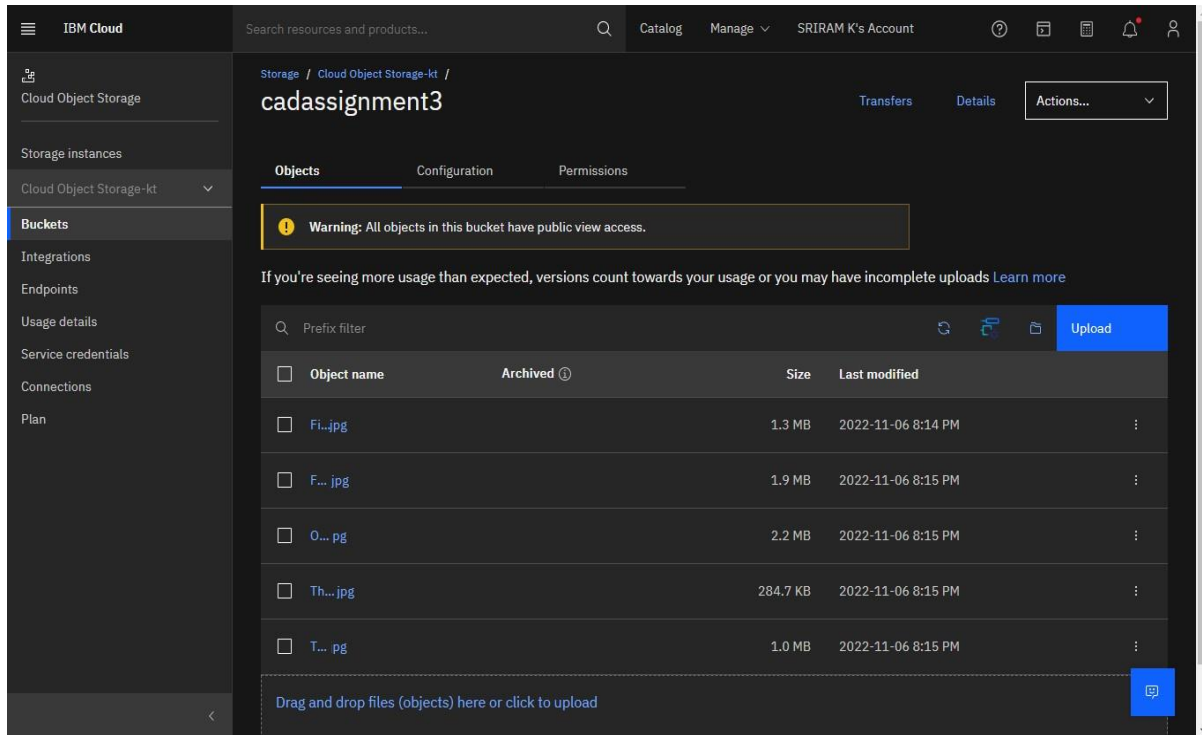 IBM Cloud
Search resources and products...
Catalog
Manage
SRIRAM K's Account
Cloud Object Storage
Storage instances
Cloud Object Storage-kt
Buckets
Integrations
Endpoints
Usage details
Service credentials
Connections
Plan
Storage / Cloud Object Storage-kt /
cadassignment3
Transfers
Details
Actions...
Objects
Configuration
Permissions
Warning: All objects in this bucket have public view access.
If you're seeing more usage than expected, versions count towards your usage or you may have incomplete uploads Learn more
Prefix filter
Upload
Object name Archived Size Last modified
Fi...jpg 1.3 MB 2022-11-06 8:14 PM
F... jpg 1.9 MB 2022-11-06 8:15 PM
O... pg 2.2 MB 2022-11-06 8:15 PM
Th... jpg 284.7 KB 2022-11-06 8:15 PM
T... pg 1.0 MB 2022-11-06 8:15 PM
Drag and drop files (objects) here or click to upload